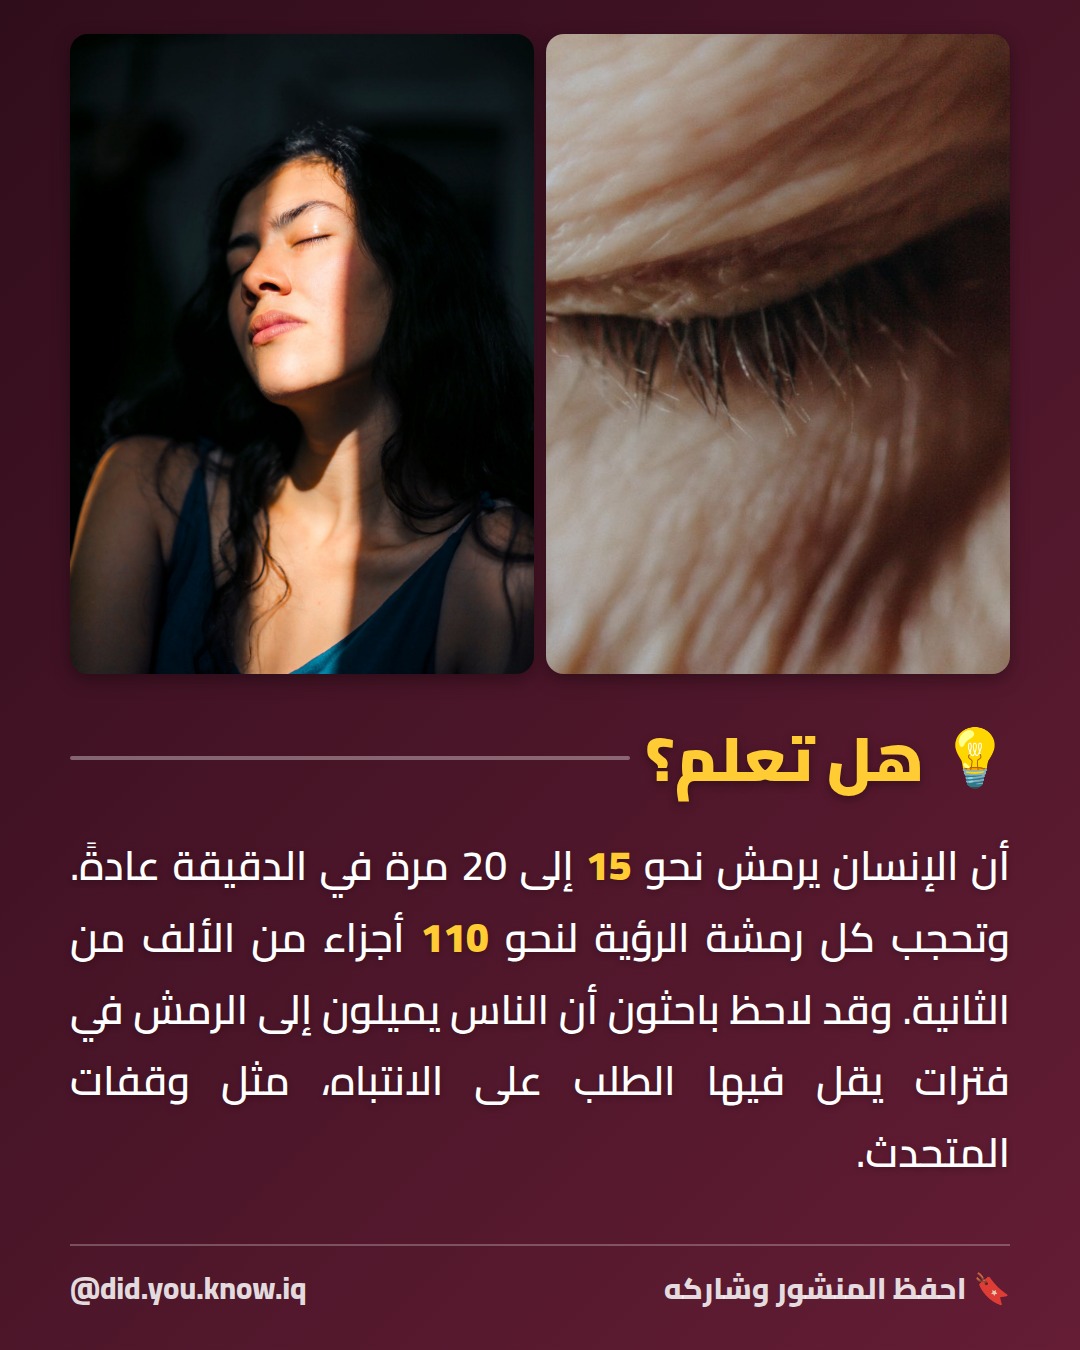 💡 هل تعلم؟
أن الإنسان يرمش نحو 15 إلى 20 مرة في الدقيقة عادةً.
وتحجب كل رمشة الرؤية لنحو 110 أجزاء من الألف من
الثانية. وقد لاحظ باحثون أن الناس يميلون إلى الرمش في
فترات يقل فيها الطلب على الانتباه، مثل وقفات
المتحدث.
🔖 احفظ المنشور وشاركه
@did.you.know.iq